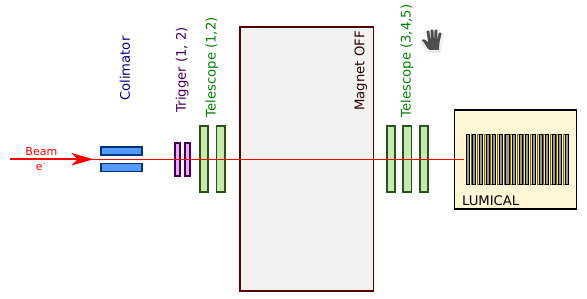 Colimator
Trigger (1, 2)
Telescope (1,2)
Magnet OFF
Telescope (3,4,5)
Beam
e-
LUMICAL